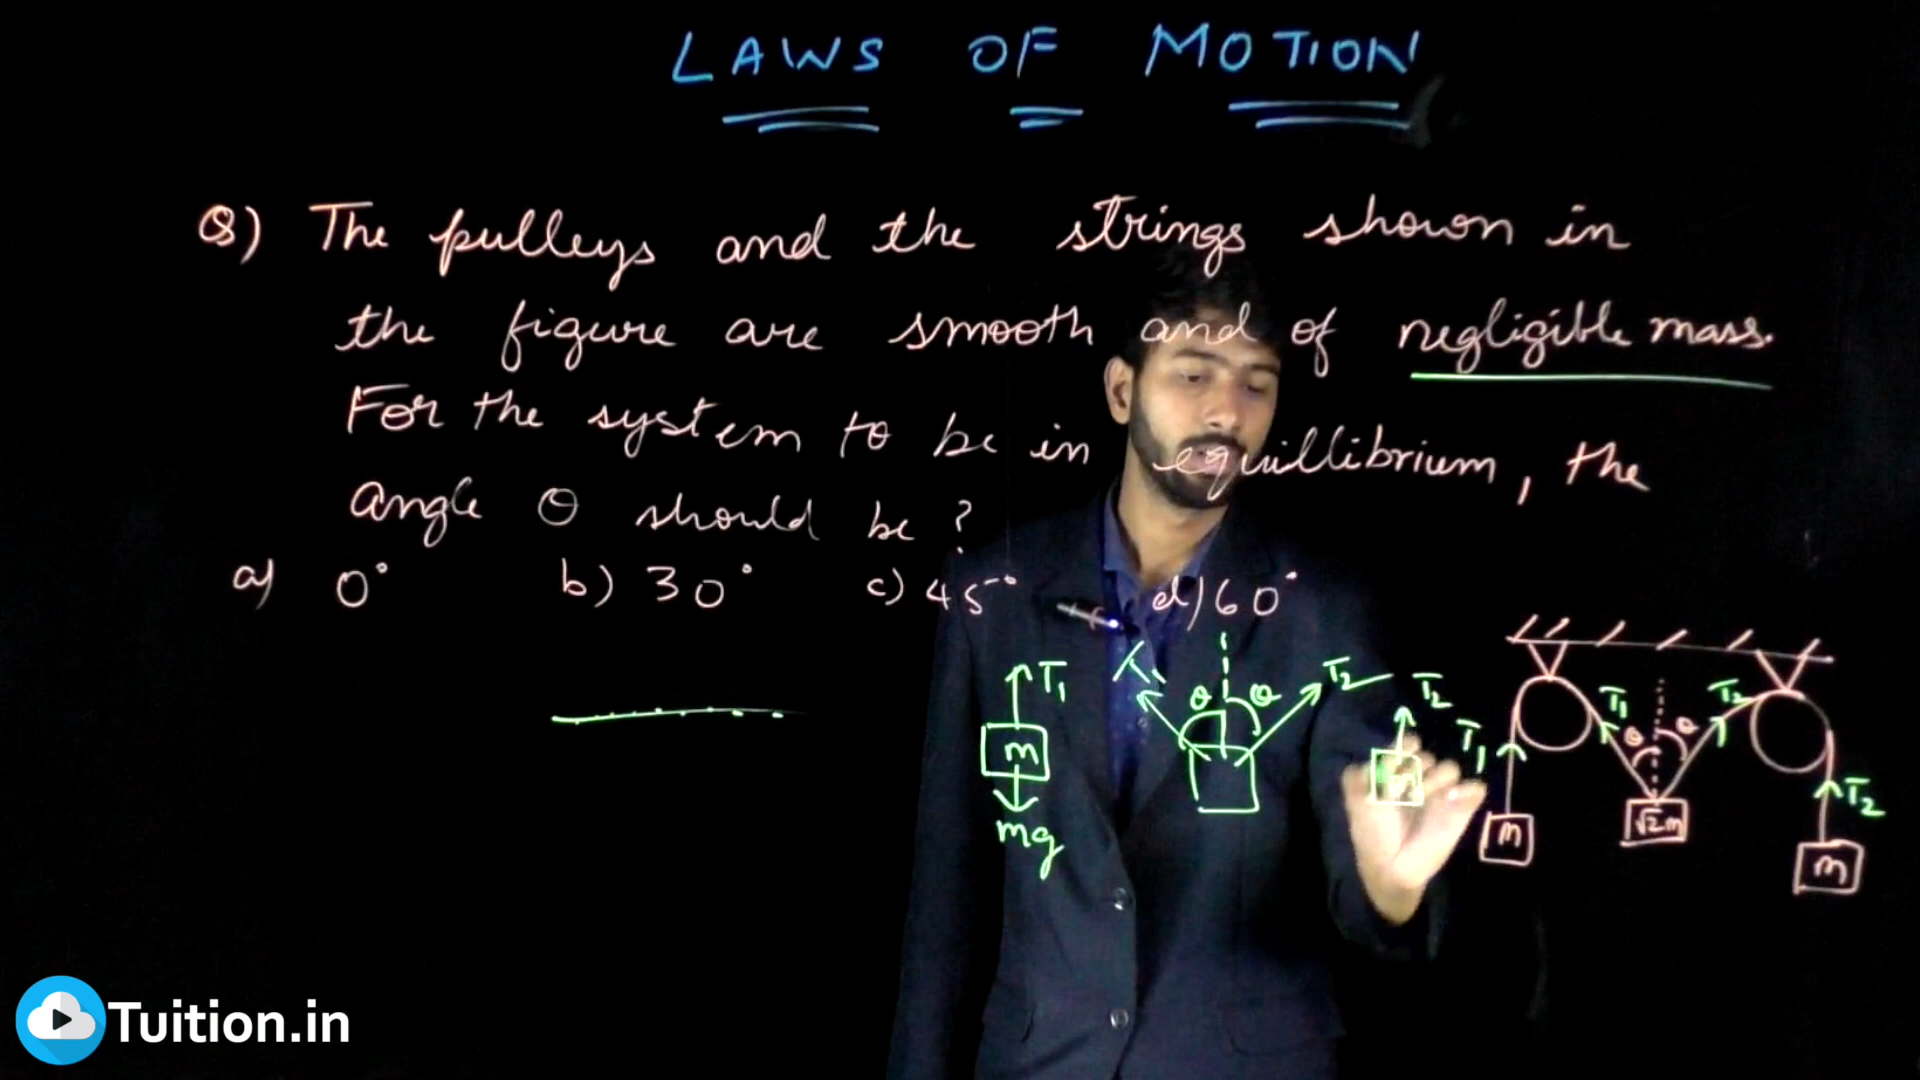 LAWS OF MOTION
Q) The pulleys and the strings shown in
the figure are smooth and of negligible mass.
For the system to be in equillibrium, the
angle θ should be ?
a) 0° b) 30° c) 45° d) 60°
T1 θ θ T2 T2 T1 T1 T2
θ θ
m m T2
mg √2m m m
Tuition.in